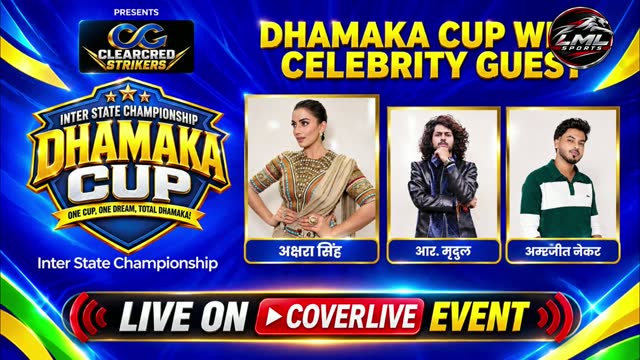 PRESENTS
CLEARCRED
STRIKERS
DHAMAKA CUP WI
CELEBRITY GUEST
LML
SPORTS
INTER STATE CHAMPIONSHIP
DHAMAKA
CUP
ONE CUP, ONE DREAM, TOTAL DHAMAKA!
Inter State Championship
अक्षरा सिंह
आर. मृदुल
अमरजीत नेकर
LIVE ON COVERLIVE EVENT